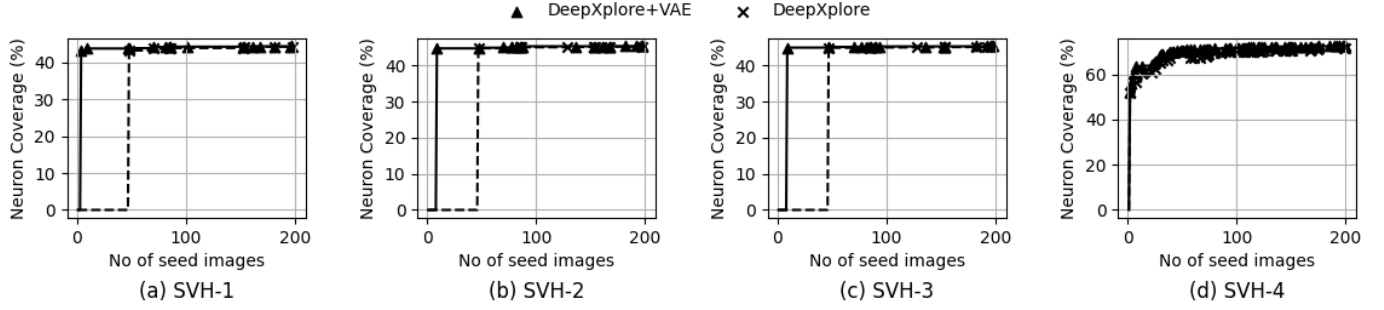 DeepXplore+VAE DeepXplore
Neuron Coverage (%)
40
30
20
10
0
0 100 200
No of seed images
(a) SVH-1
Neuron Coverage (%)
40
30
20
10
0
0 100 200
No of seed images
(b) SVH-2
Neuron Coverage (%)
40
30
20
10
0
0 100 200
No of seed images
(c) SVH-3
Neuron Coverage (%)
60
40
20
0
0 100 200
No of seed images
(d) SVH-4